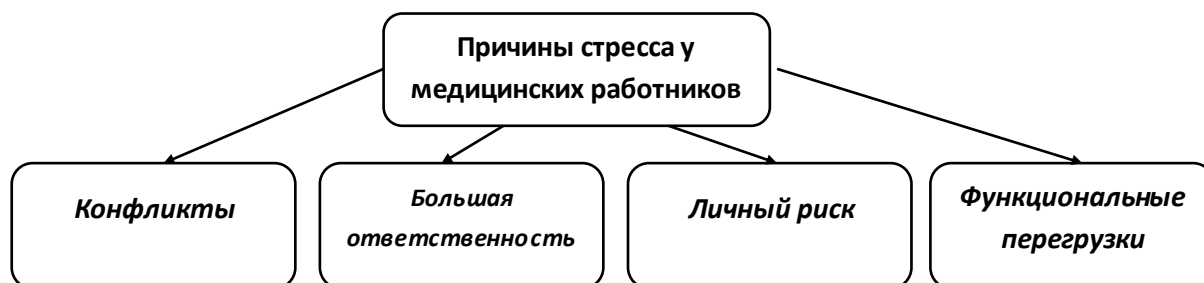 Причины стресса у
медицинских работников
Конфликты
Большая
ответственность
Личный риск
Функциональные
перегрузки